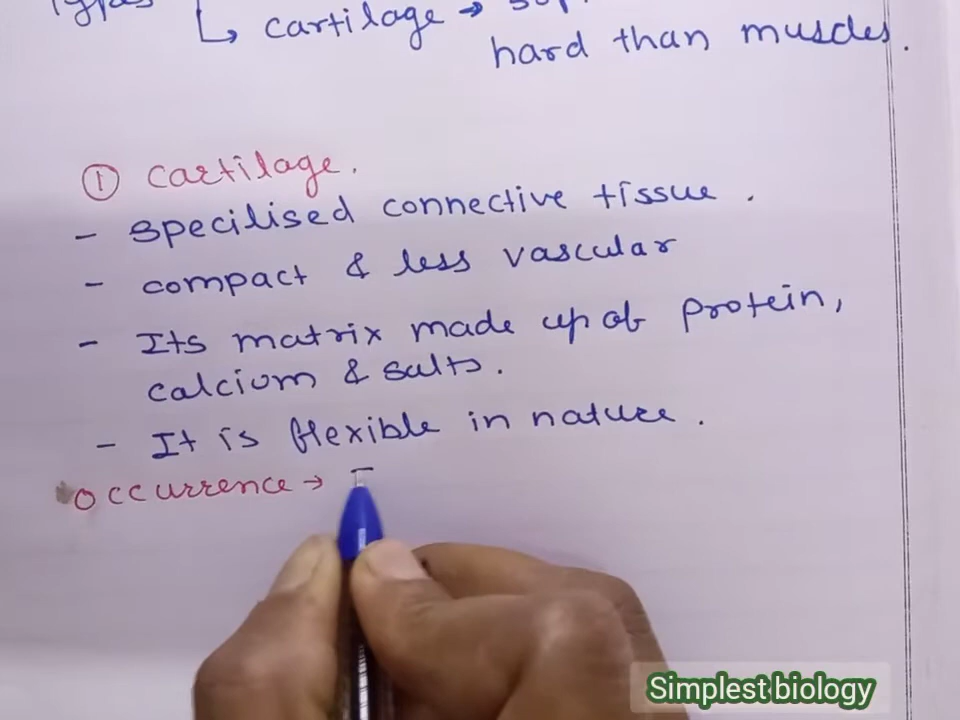 Types
↳ cartilage →
hard than muscles.
① Cartilage.
- Specilised connective tissue.
- compact & less vascular
- Its matrix made up of protein,
calcium & salts.
- It is flexible in nature.
Occurrence →
Simplest biology